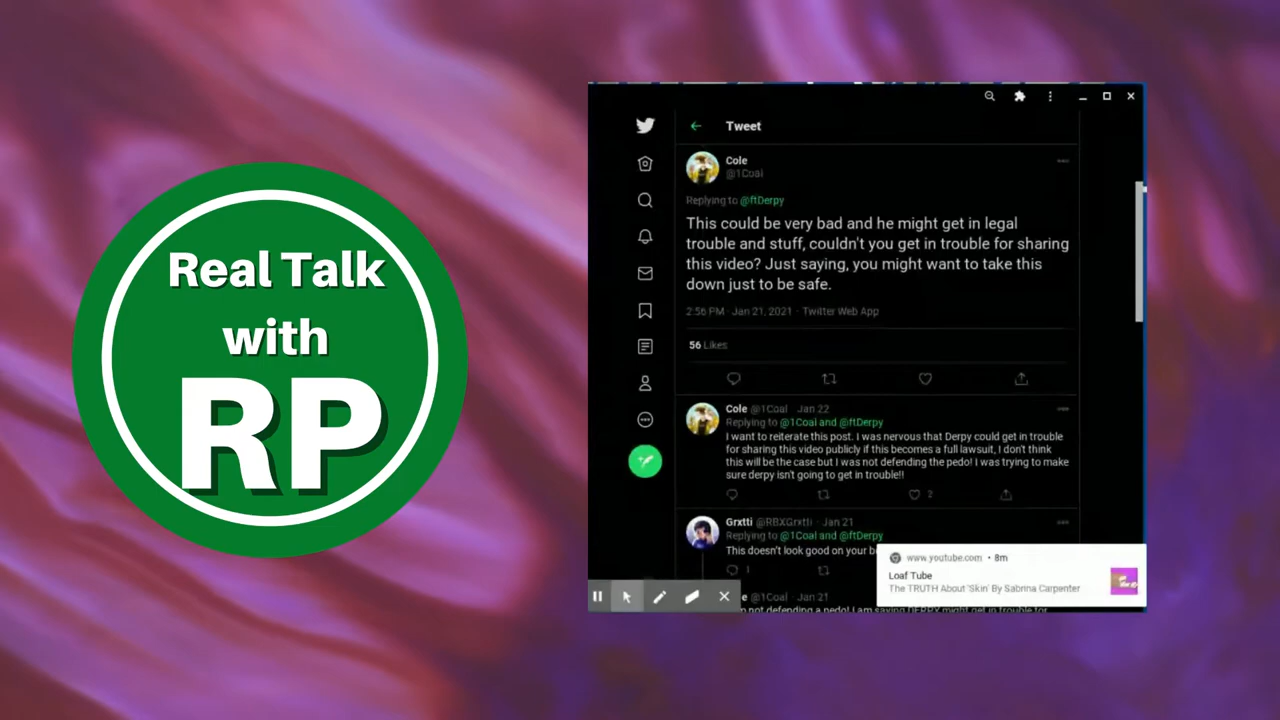 Real Talk
with
RP
Tweet
Cole
@1Coal
Replying to @ftDerpy
This could be very bad and he might get in legal
trouble and stuff, couldn't you get in trouble for sharing
this video? Just saying, you might want to take this
down just to be safe.
2:56 PM · Jan 21, 2021 · Twitter Web App
56 Likes
Cole @1Coal · Jan 22
Replying to @1Coal and @ftDerpy
I want to reiterate this post. I was nervous that Derpy could get in trouble
for sharing this video publicly if this becomes a full lawsuit, I don't think
this will be the case but I was not defending the pedo! I was trying to make
sure derpy isn't going to get in trouble!!
2
Grxtti @RBXGrxtti · Jan 21
Replying to @1Coal and @ftDerpy
This doesn't look good on your
1
@1Coal · Jan 21
not defending a pedo! I am saying DERPY might get in trouble for
www.youtube.com • 8m
Loaf Tube
The TRUTH About 'Skin' By Sabrina Carpenter